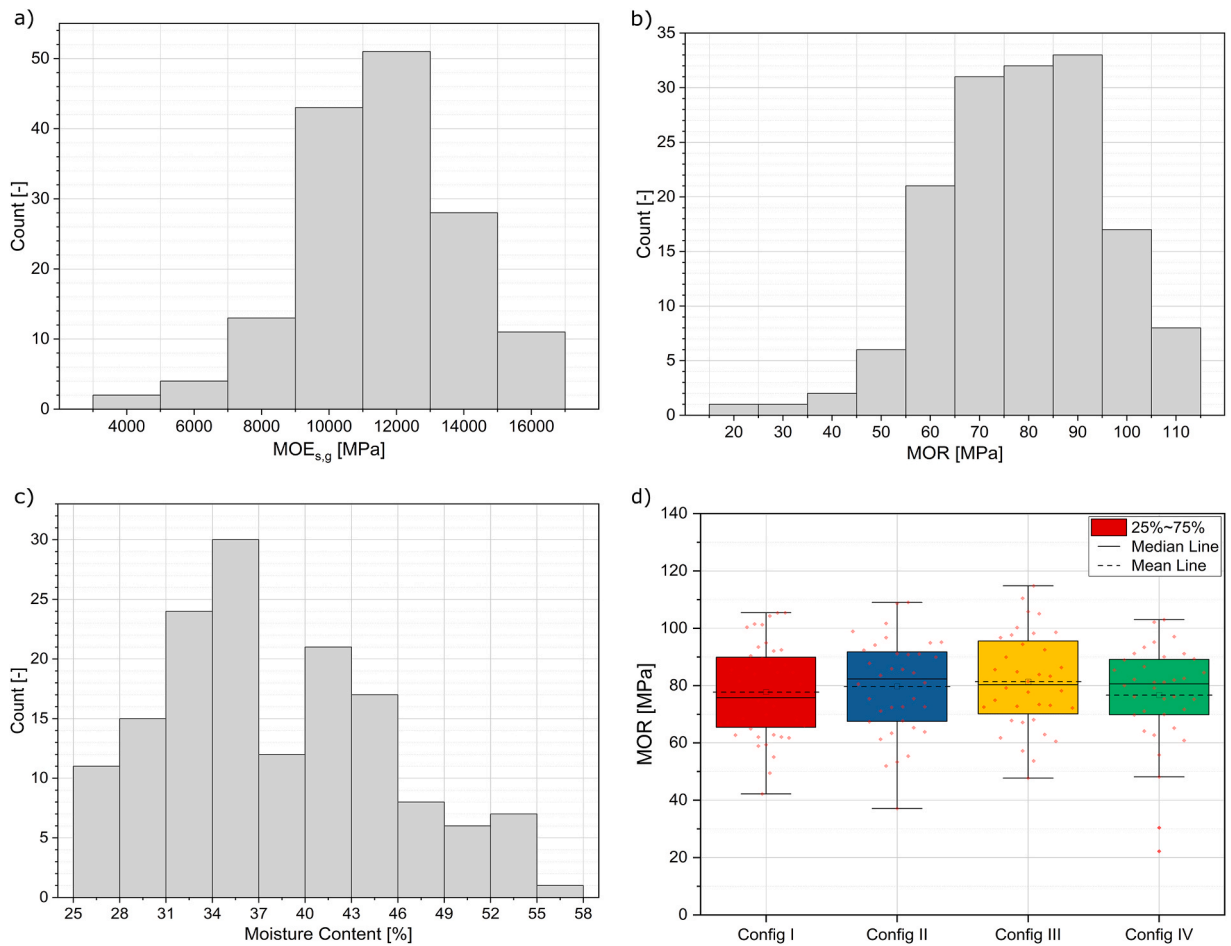 a)
50
40
30
20
10
0
Count [-]
4000 6000 8000 10000 12000 14000 16000
MOEs,g [MPa]
b)
35
30
25
20
15
10
5
0
Count [-]
20 30 40 50 60 70 80 90 100 110
MOR [MPa]
c)
30
25
20
15
10
5
0
Count [-]
25 28 31 34 37 40 43 46 49 52 55 58
Moisture Content [%]
d)
140
120
100
80
60
40
20
0
MOR [MPa]
25%~75%
Median Line
Mean Line
Config I Config II Config III Config IV